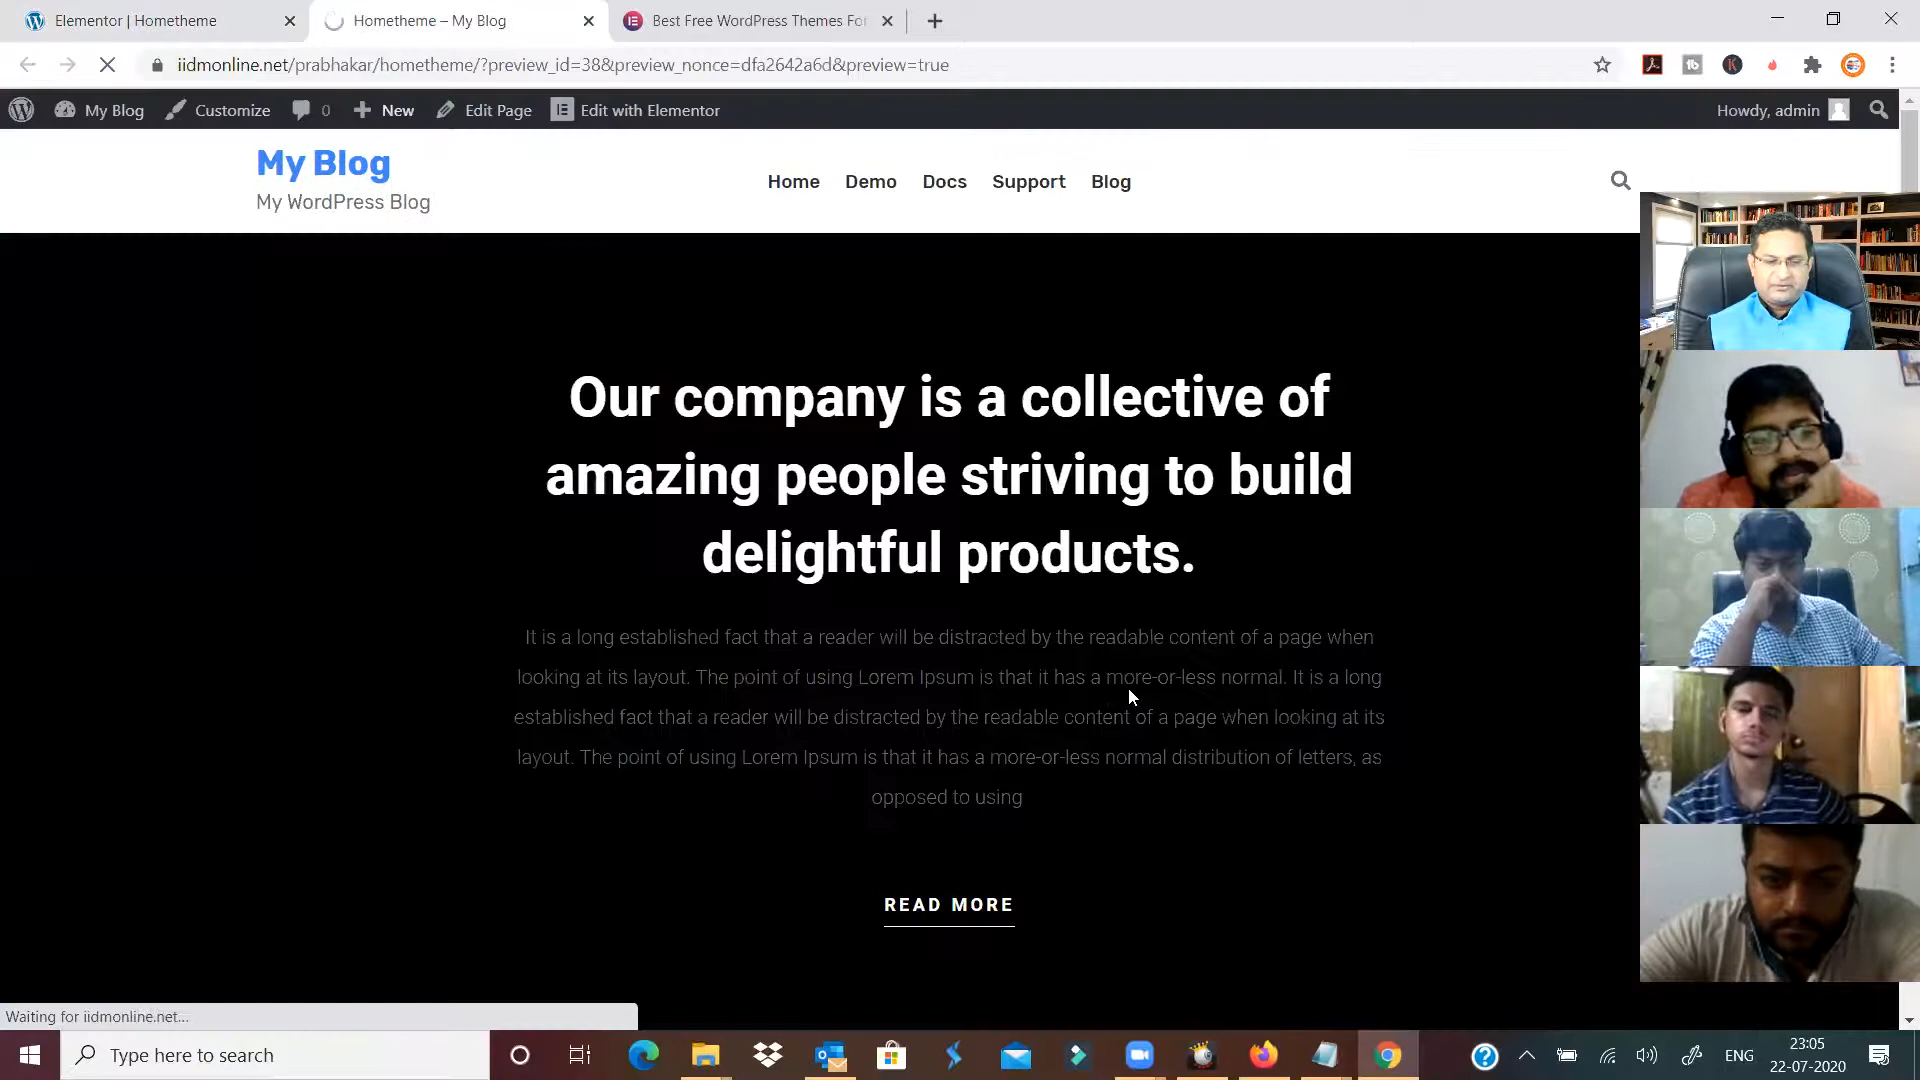 Elementor | Hometheme
Hometheme – My Blog
Best Free WordPress Themes Fo
iidmonline.net/prabhakar/hometheme/?preview_id=38&preview_nonce=dfa2642a6d&preview=true
My Blog
Customize
0
New
Edit Page
Edit with Elementor
Howdy, admin
My Blog
My WordPress Blog
Home
Demo
Docs
Support
Blog
Our company is a collective of
amazing people striving to build
delightful products.
It is a long established fact that a reader will be distracted by the readable content of a page when
looking at its layout. The point of using Lorem Ipsum is that it has a more-or-less normal. It is a long
established fact that a reader will be distracted by the readable content of a page when looking at its
layout. The point of using Lorem Ipsum is that it has a more-or-less normal distribution of letters, as
opposed to using
READ MORE
Waiting for iidmonline.net...
Type here to search
ENG
23:05
22-07-2020